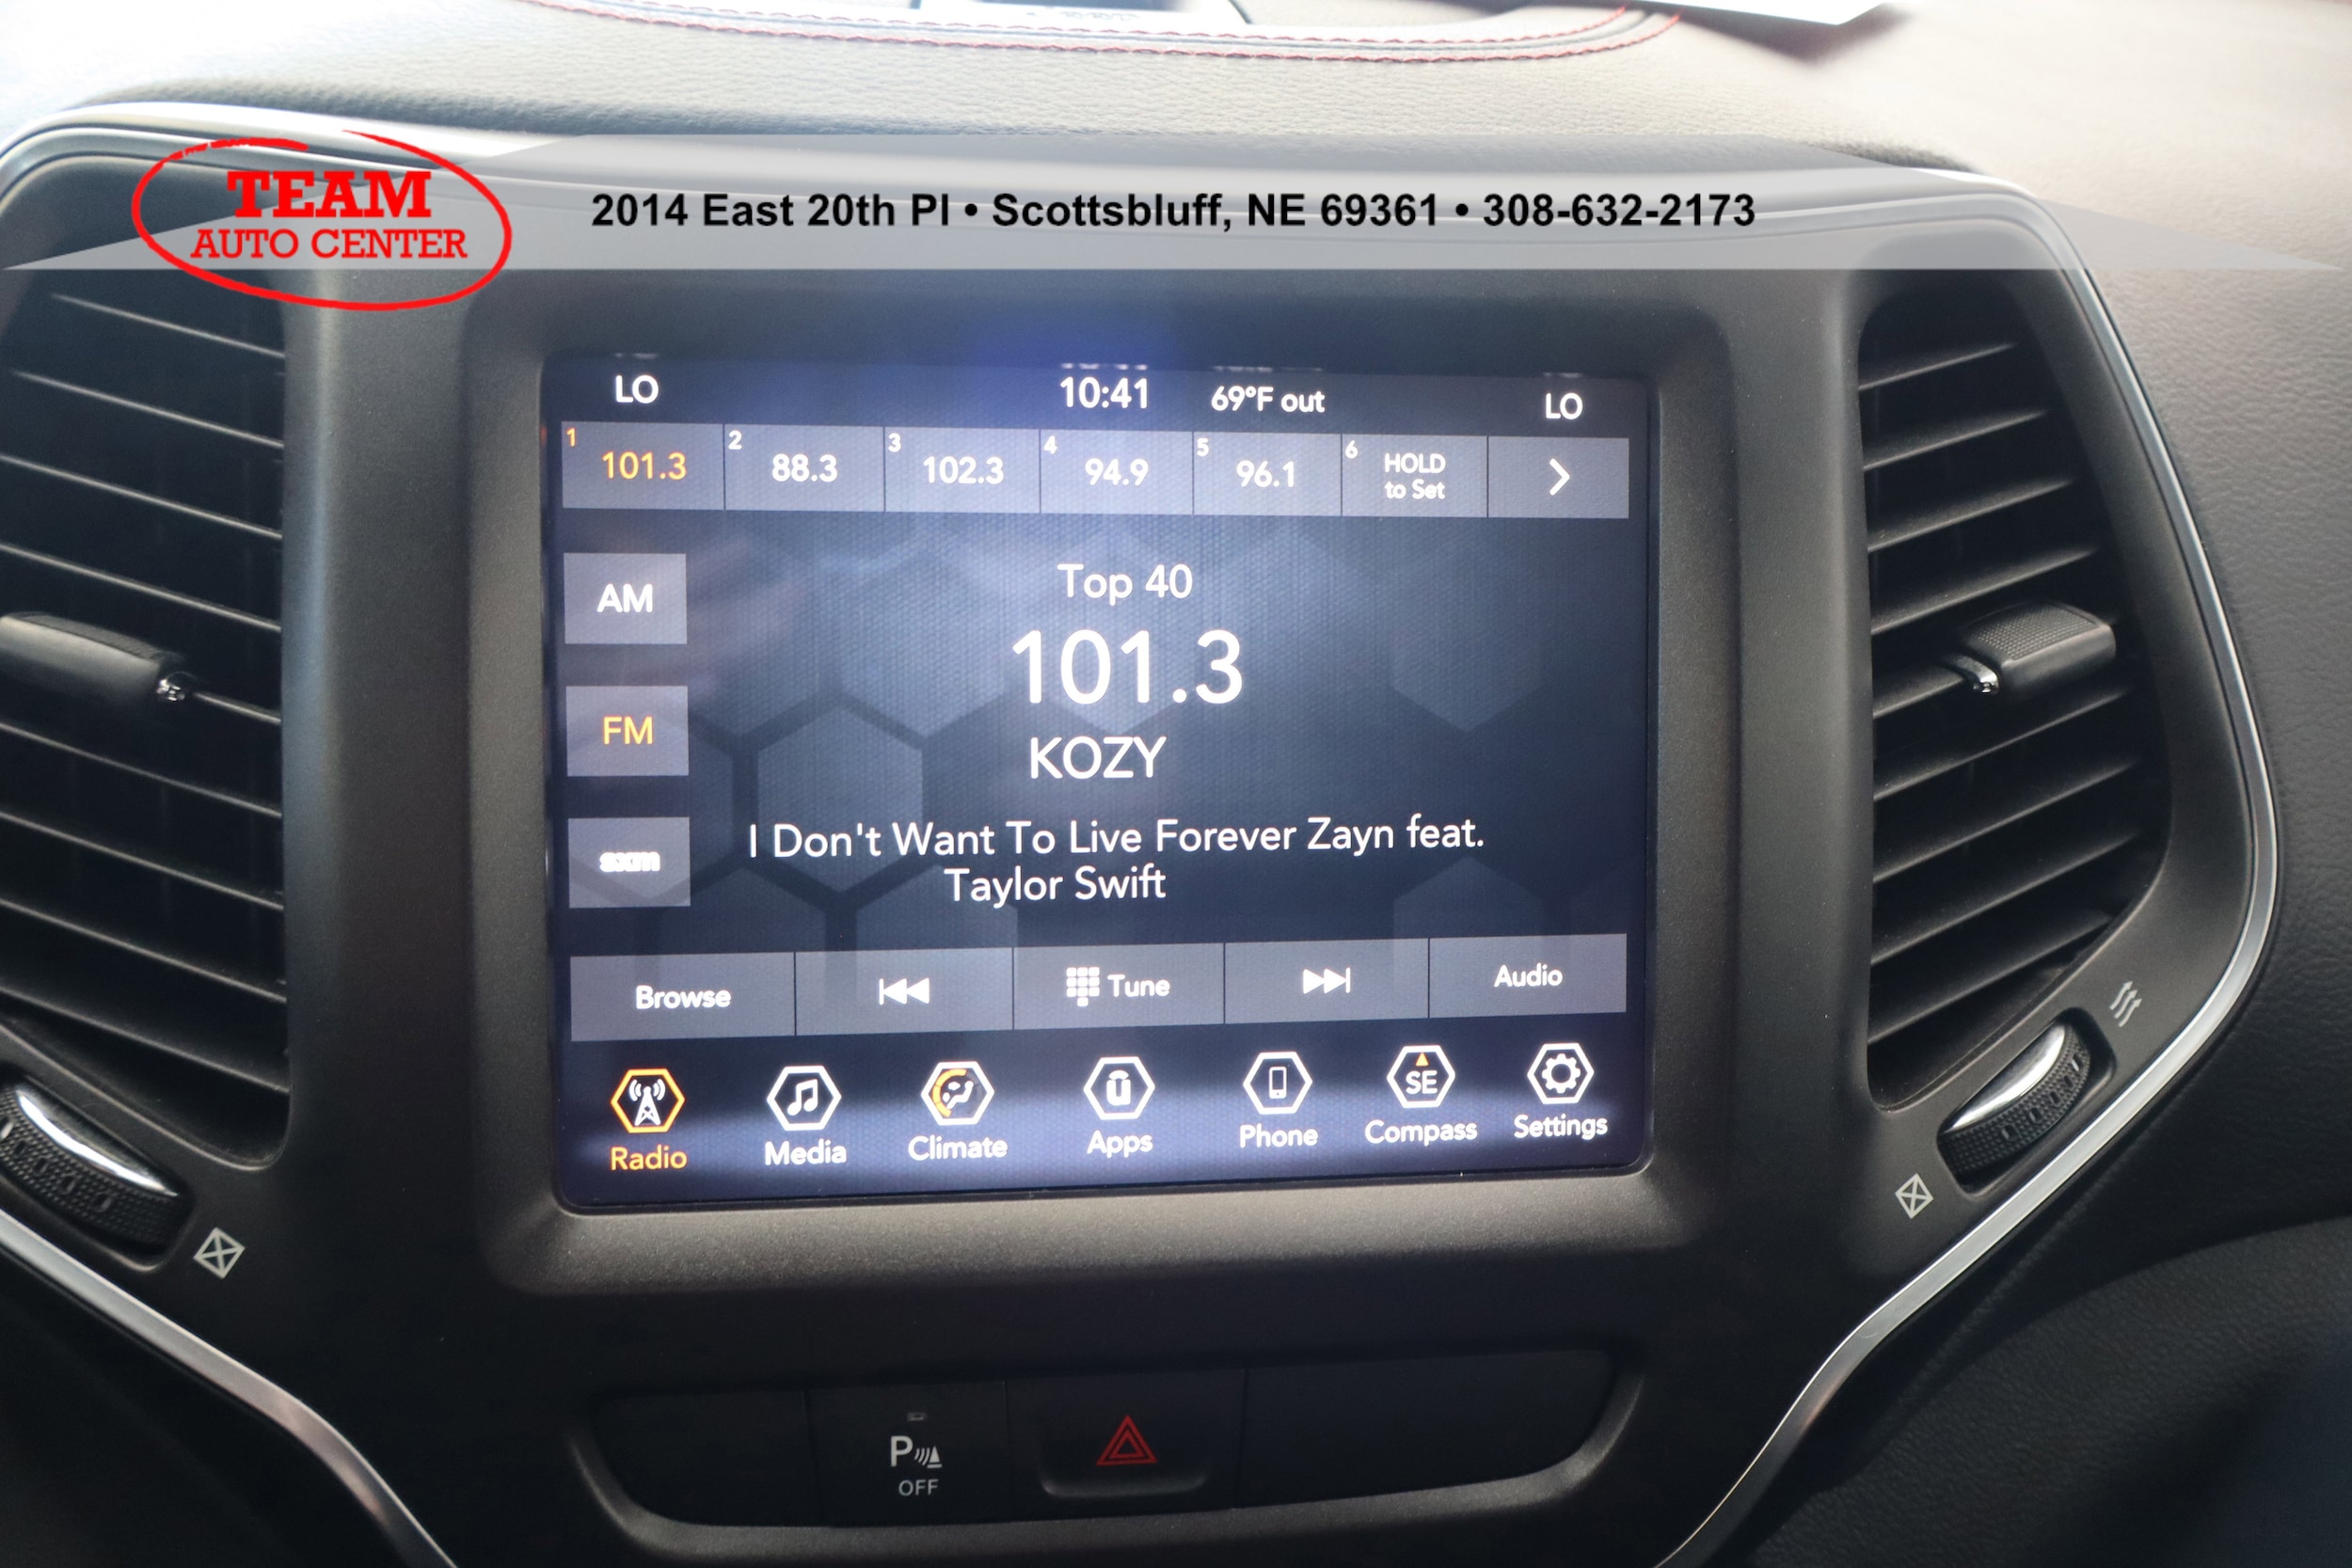 TEAM
AUTO CENTER
2014 East 20th Pl • Scottsbluff, NE 69361 • 308-632-2173
LO 10:41 69°F out LO
1 101.3 2 88.3 3 102.3 4 94.9 5 96.1 6 HOLD to Set
AM
Top 40
101.3
FM
KOZY
I Don't Want To Live Forever Zayn feat.
sxm
Taylor Swift
Browse Tune Audio
SE
Radio Media Climate Apps Phone Compass Settings
P
OFF